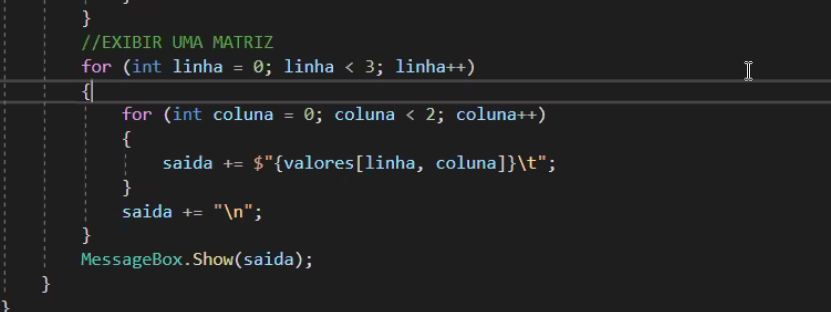 }
//EXIBIR UMA MATRIZ
for (int linha = 0; linha < 3; linha++)
{
for (int coluna = 0; coluna < 2; coluna++)
{
saida += $"{valores[linha, coluna]}\t";
}
saida += "\n";
}
MessageBox.Show(saida);
}
}